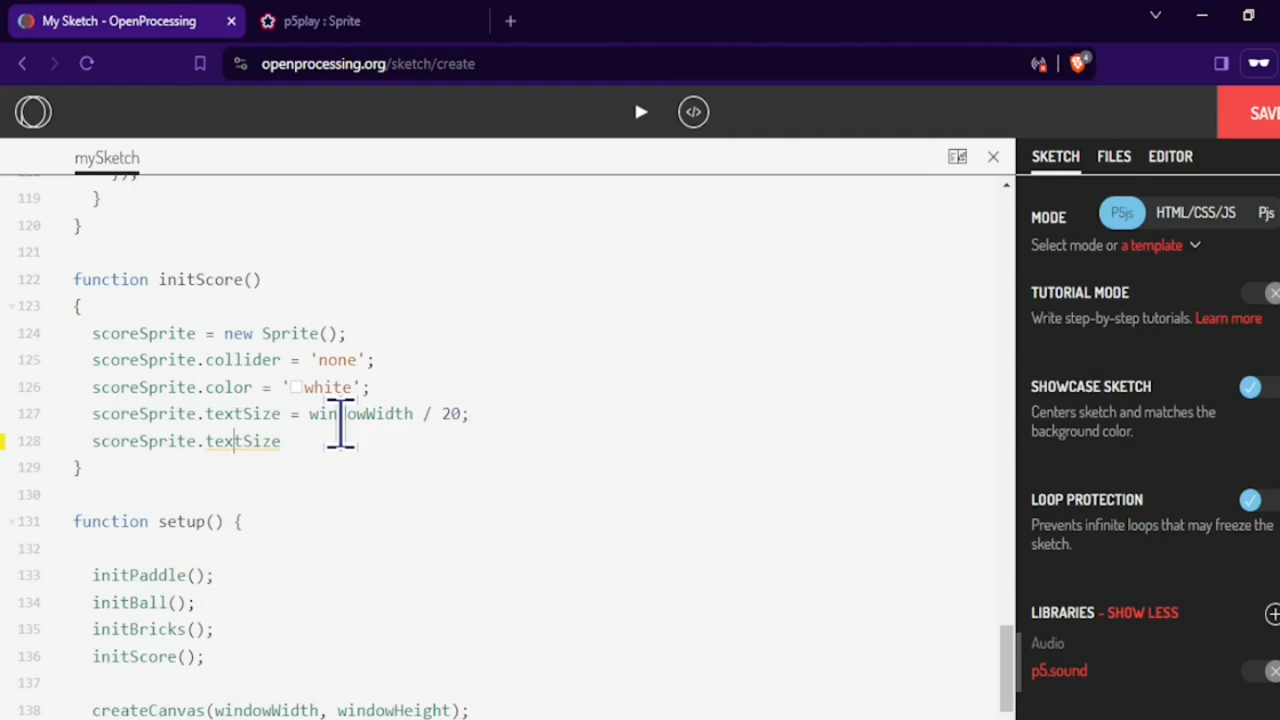 My Sketch - OpenProcessing
p5play : Sprite
openprocessing.org/sketch/create
4
SAV
mySketch
SKETCH FILES EDITOR
119 }
120 }
121
122 function initScore()
123 {
124 scoreSprite = new Sprite();
125 scoreSprite.collider = 'none';
126 scoreSprite.color = 'white';
127 scoreSprite.textSize = windowWidth / 20;
128 scoreSprite.textSize
129 }
130
131 function setup() {
132
133 initPaddle();
134 initBall();
135 initBricks();
136 initScore();
137
138 createCanvas(windowWidth, windowHeight);
MODE P5js HTML/CSS/JS Pjs
Select mode or a template
TUTORIAL MODE
Write step-by-step tutorials. Learn more
SHOWCASE SKETCH
Centers sketch and matches the
background color.
LOOP PROTECTION
Prevents infinite loops that may freeze the
sketch.
LIBRARIES - SHOW LESS
Audio
p5.sound